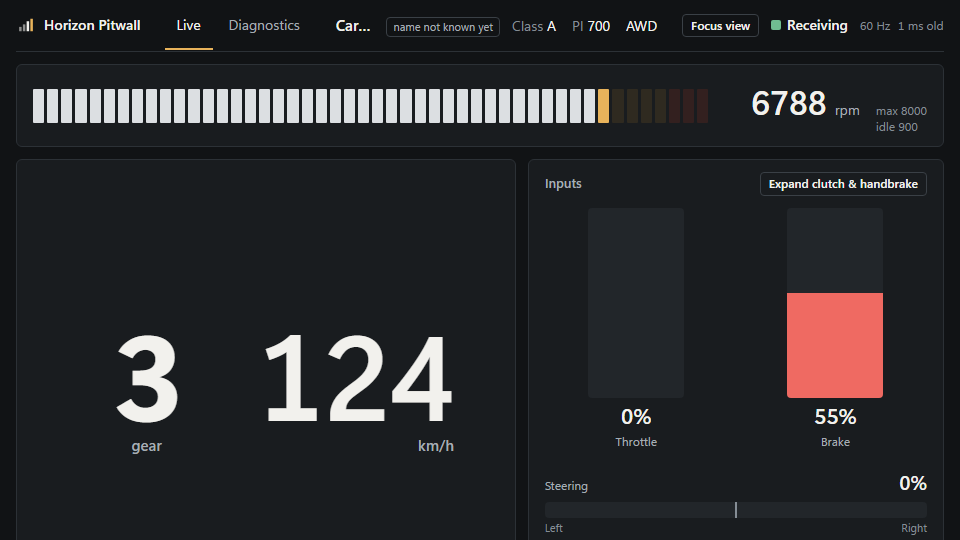 Horizon Pitwall
Live
Diagnostics
Car...
name not known yet
Class A
PI 700
AWD
Focus view
Receiving
60 Hz
1 ms old
6788 rpm
max 8000
idle 900
3
gear
124
km/h
Inputs
Expand clutch & handbrake
0%
Throttle
55%
Brake
Steering
0%
Left
Right